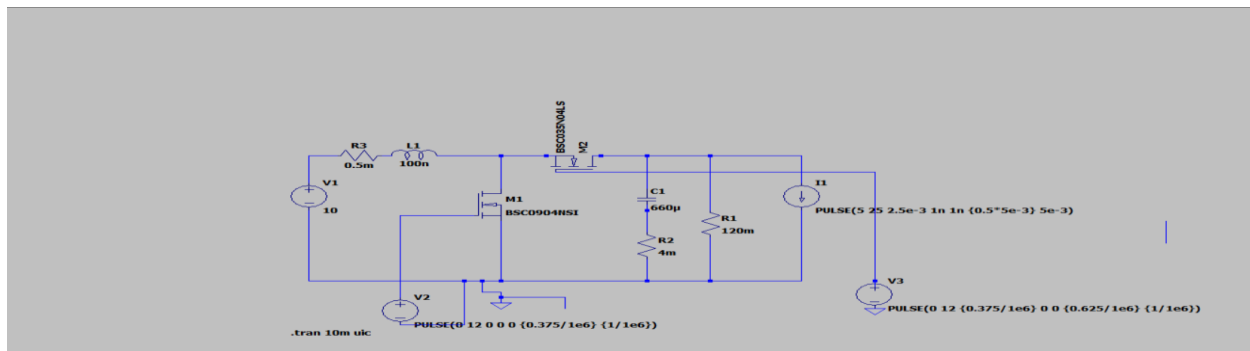 BSC035N04LS
M2
R3
0.5m
L1
100n
V1
10
M1
BSC0904NSI
C1
660µ
R2
4m
R1
120m
I1
PULSE(5 25 2.5e-3 1n 1n {0.5*5e-3} 5e-3)
V2
PULSE(0 12 0 0 0 {0.375/1e6} {1/1e6})
V3
PULSE(0 12 {0.375/1e6} 0 0 {0.625/1e6} {1/1e6})
.tran 10m uic